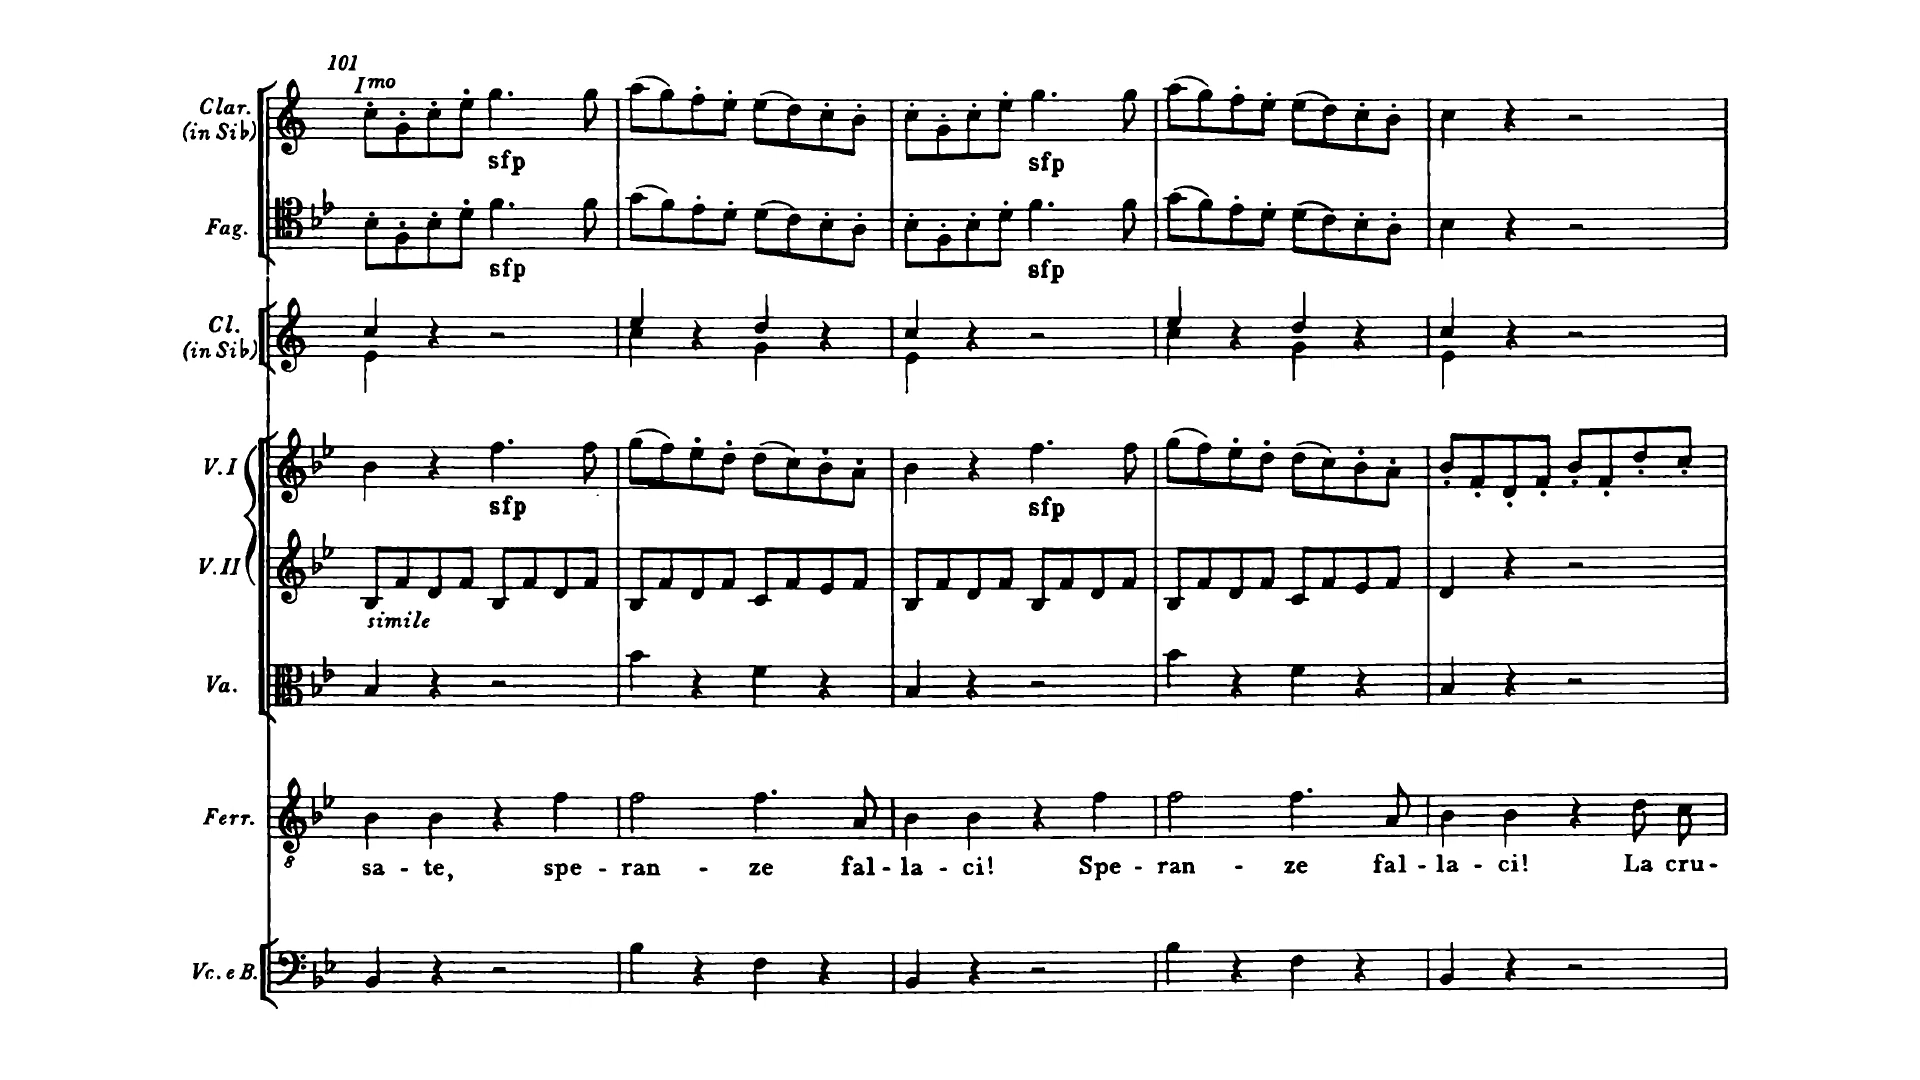 101
Imo
Clar.
(in Sib)
sfp sfp
Fag.
sfp sfp
Cl.
(in Sib)
V. I
sfp sfp
V. II
simile
Va.
Ferr.
8
sa - te, spe - ran - ze fal - la - ci! Spe - ran - ze fal - la - ci! La cru -
Vc. e B.